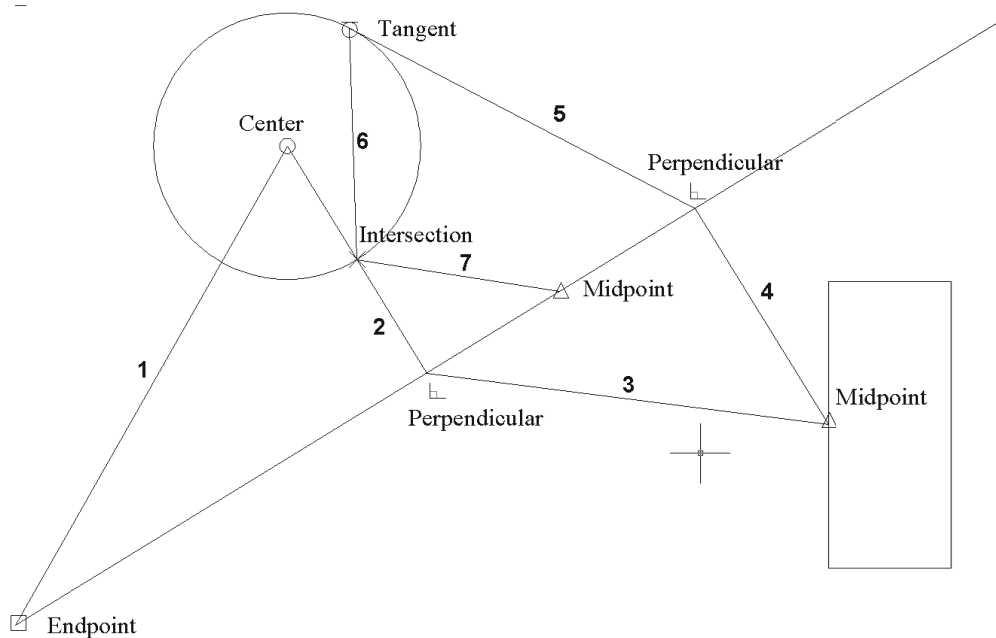 Tangent
5
Center
6
Perpendicular
Intersection
7
Midpoint
4
2
1
3
Midpoint
Perpendicular
Endpoint